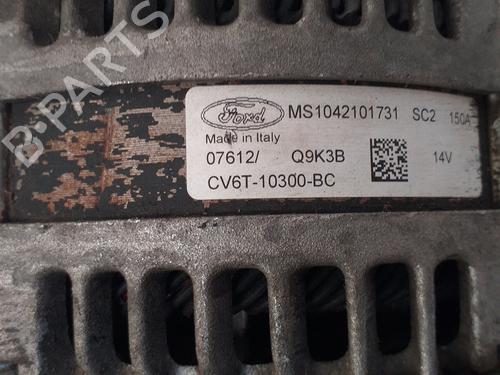 B-Parts
Ford MS1042101731 SC2 150A
Made in Italy
07612/ Q9K3B 14V
CV6T-10300-BC